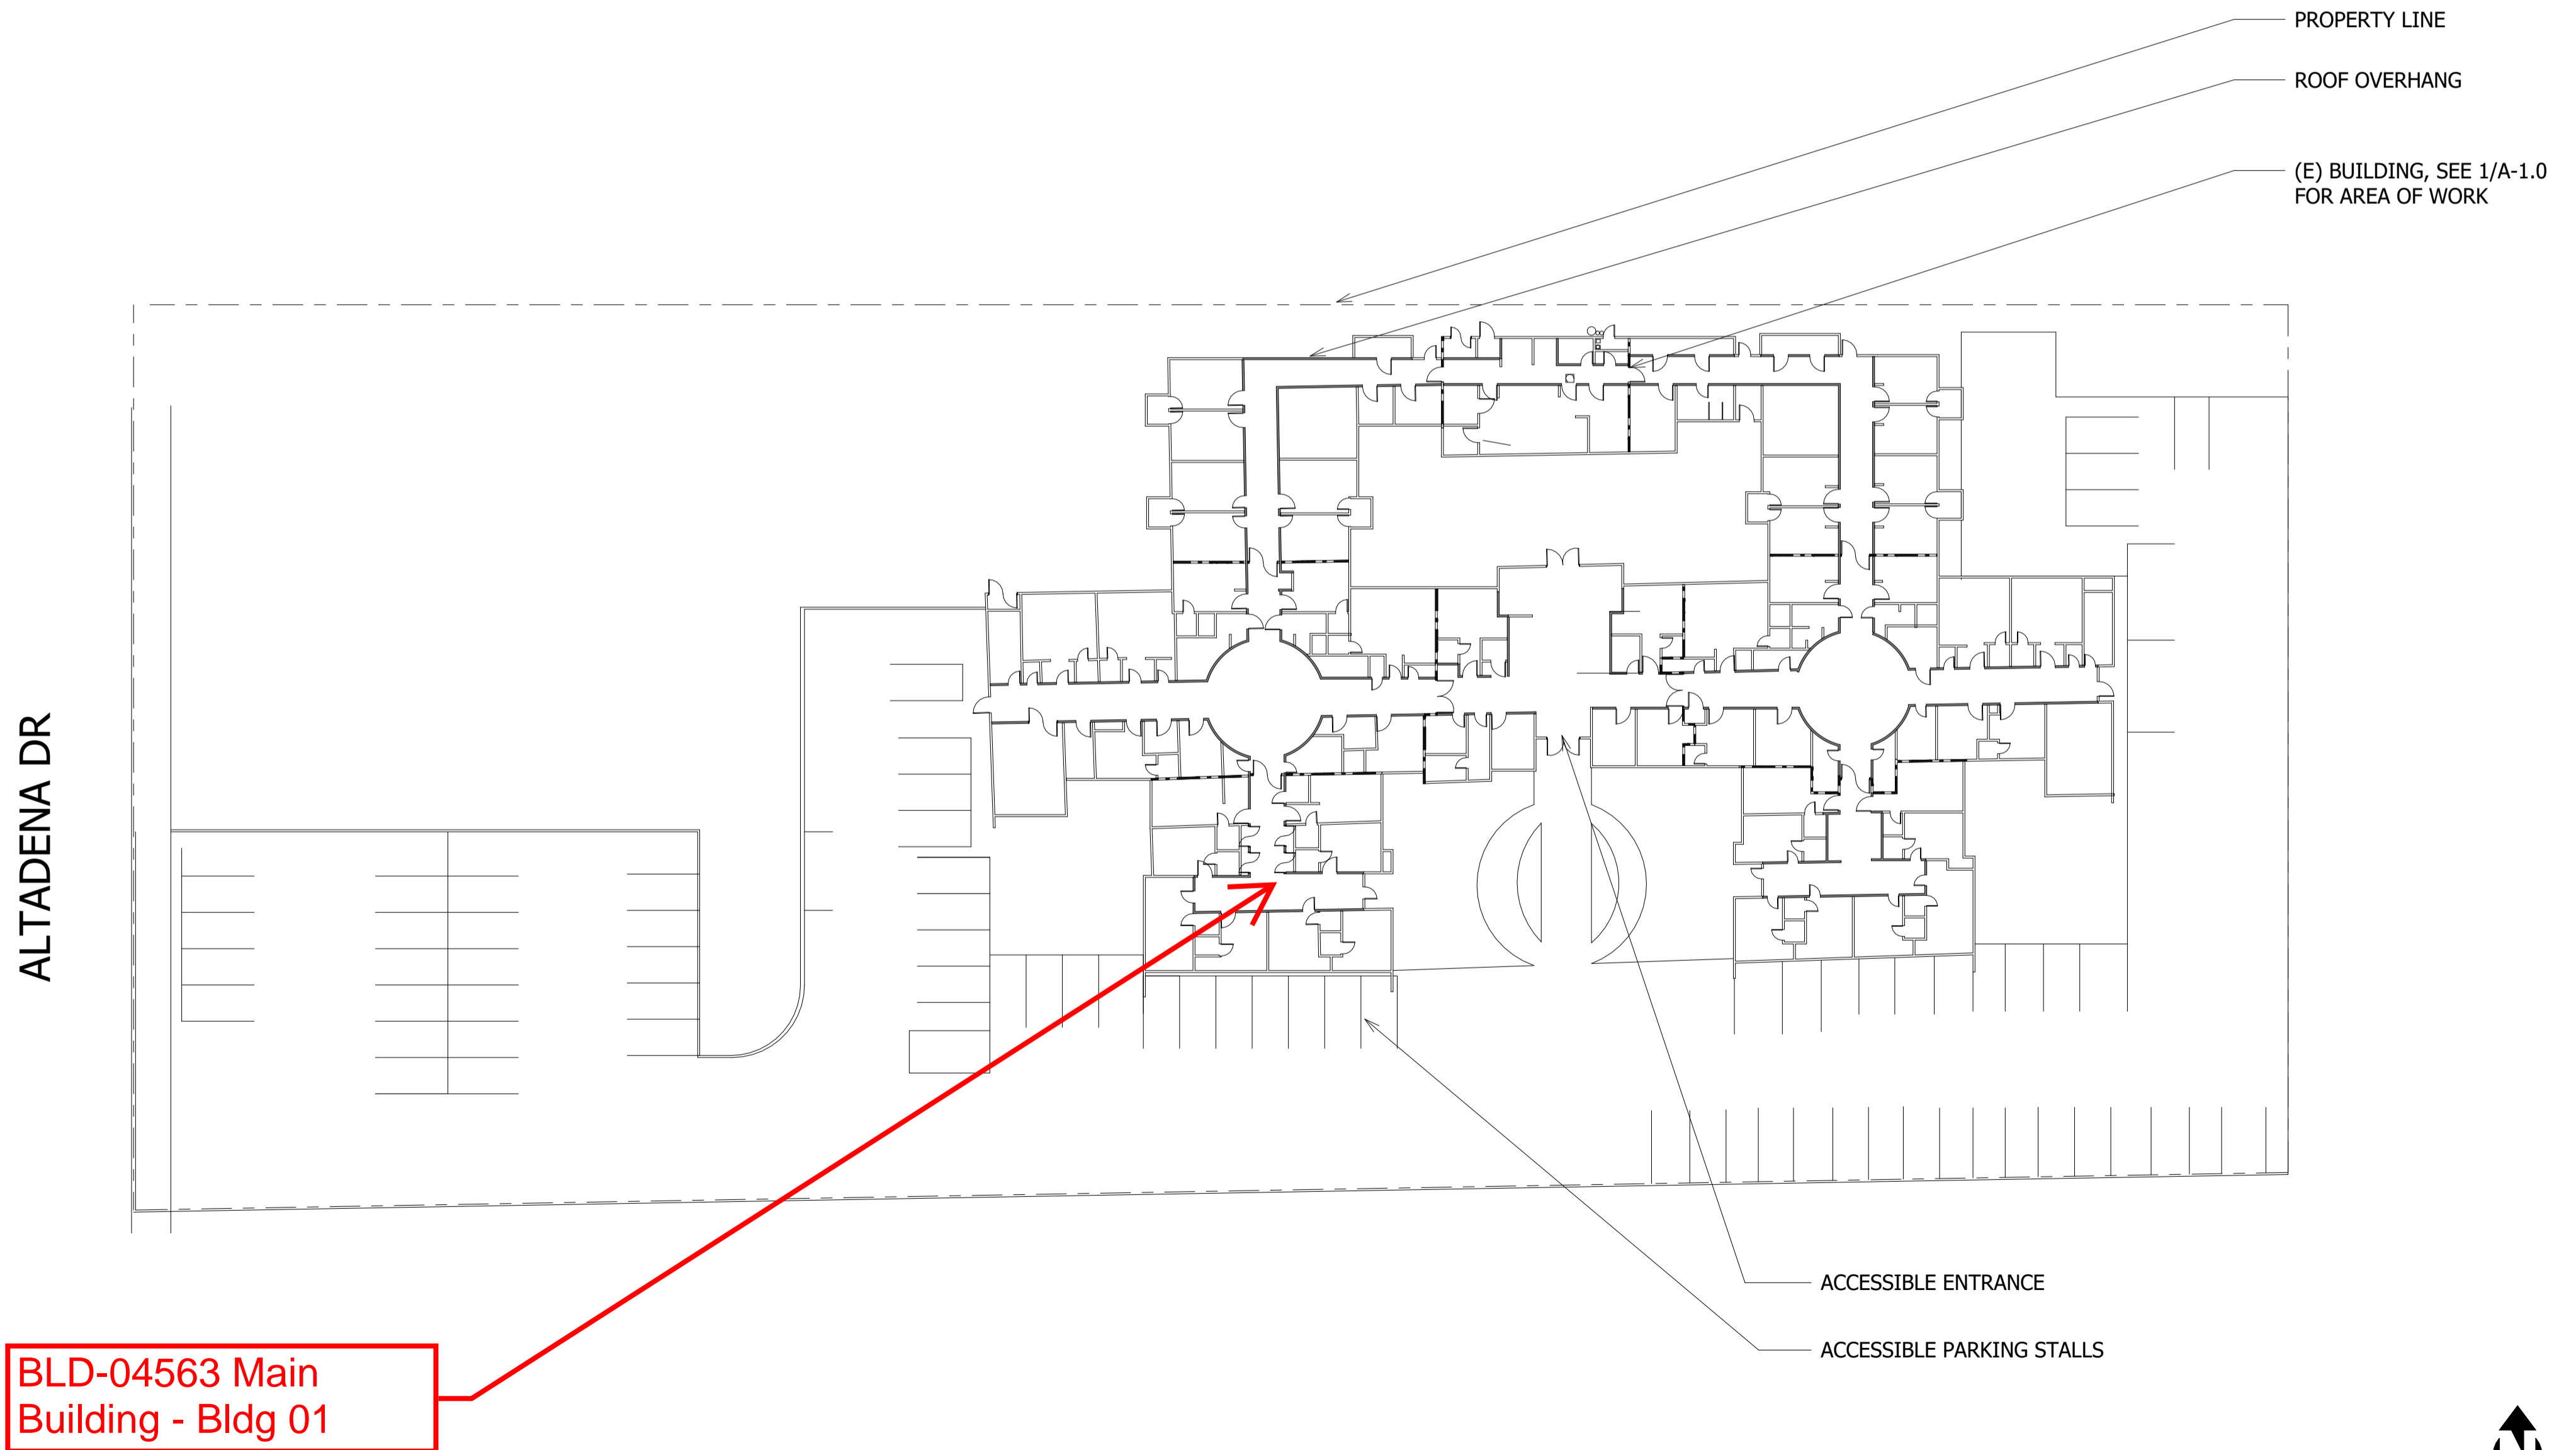 PROPERTY LINE
ROOF OVERHANG
(E) BUILDING, SEE 1/A-1.0
FOR AREA OF WORK
ALTADENA DR
ACCESSIBLE ENTRANCE
ACCESSIBLE PARKING STALLS
BLD-04563 Main
Building - Bldg 01